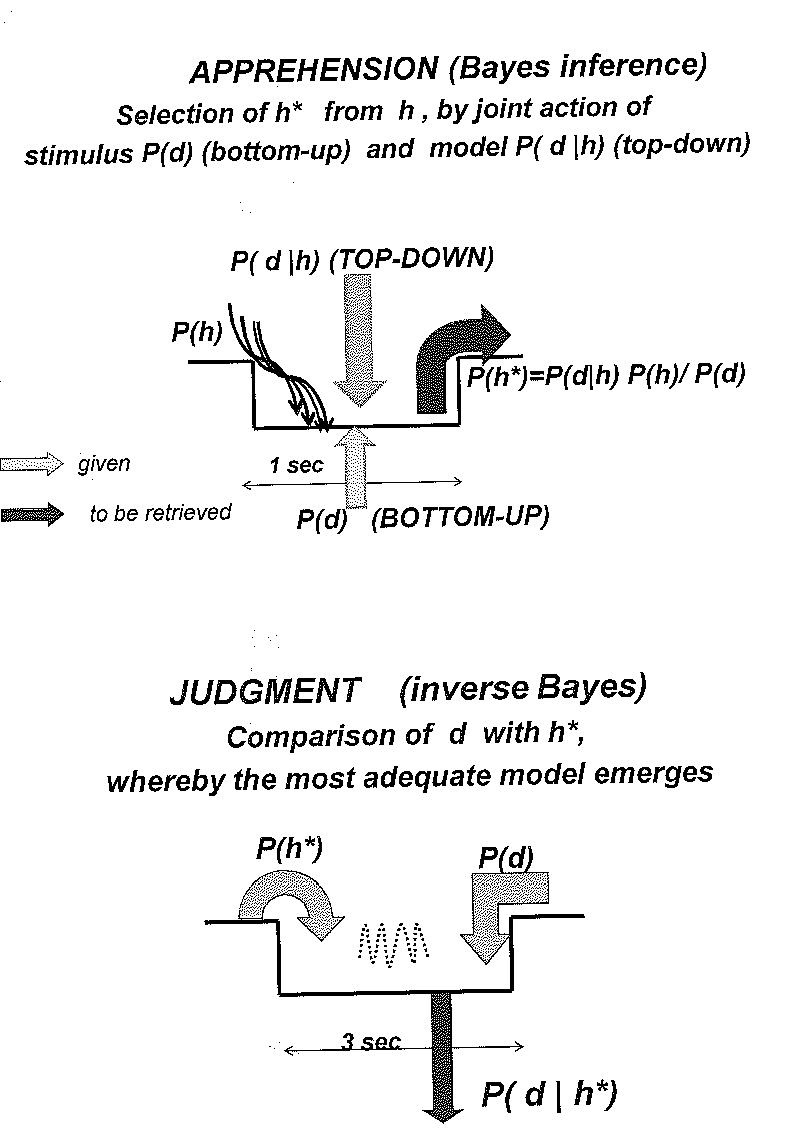 APPREHENSION (Bayes inference)
Selection of h* from h , by joint action of
stimulus P(d) (bottom-up) and model P( d |h) (top-down)
P( d |h) (TOP-DOWN)
P(h)
P(h*)=P(d|h) P(h)/ P(d)
given
1 sec
to be retrieved
P(d) (BOTTOM-UP)
JUDGMENT (inverse Bayes)
Comparison of d with h*,
whereby the most adequate model emerges
P(h*)
P(d)
3 sec
P( d | h*)